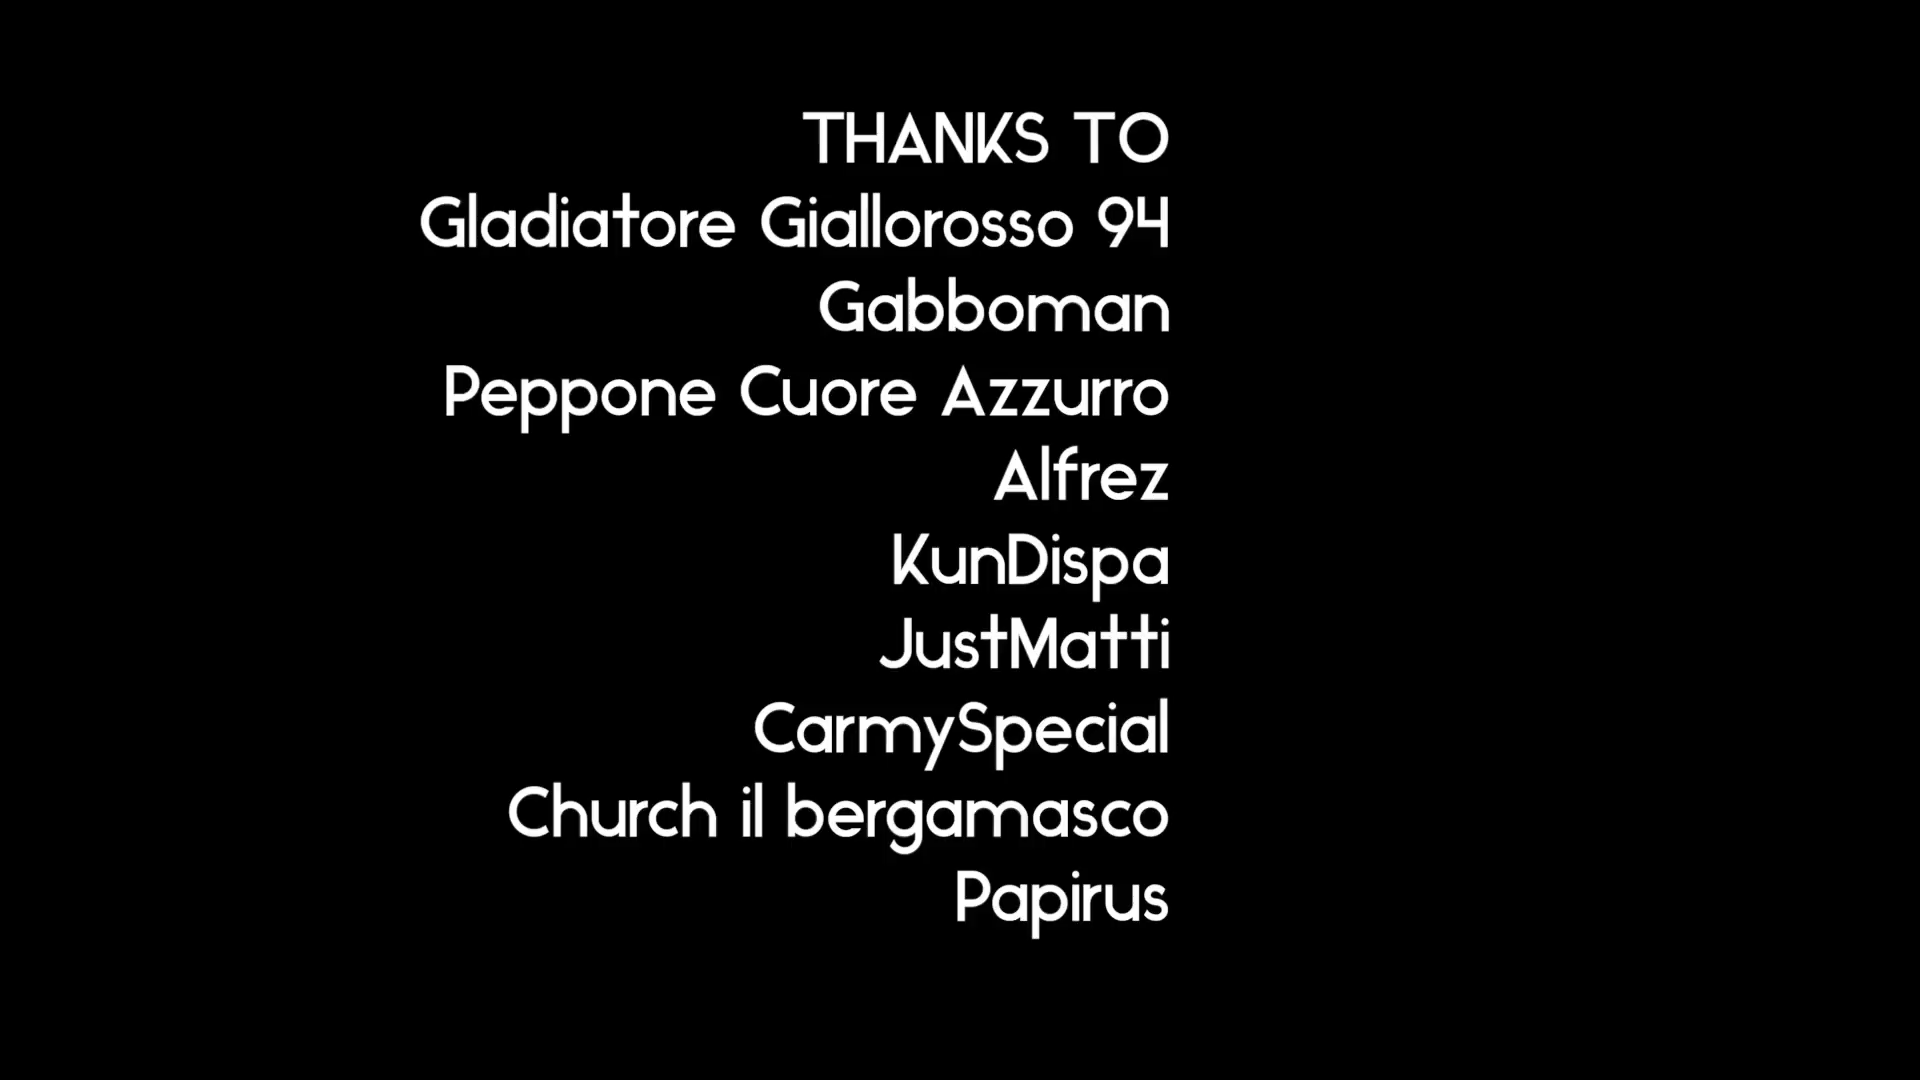 THANKS TO
Gladiatore Giallorosso 94
Gabboman
Peppone Cuore Azzurro
Alfrez
KunDispa
JustMatti
CarmySpecial
Church il bergamasco
Papirus